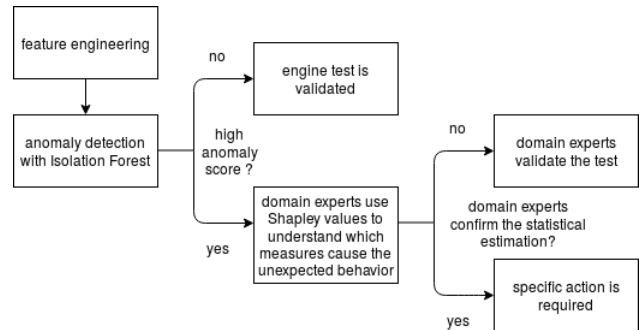 feature engineering
anomaly detection
with Isolation Forest
no
engine test is
validated
high
anomaly
score ?
yes
domain experts use
Shapley values to
understand which
measures cause the
unexpected behavior
no
domain experts
validate the test
domain experts
confirm the statistical
estimation?
yes
specific action is
required